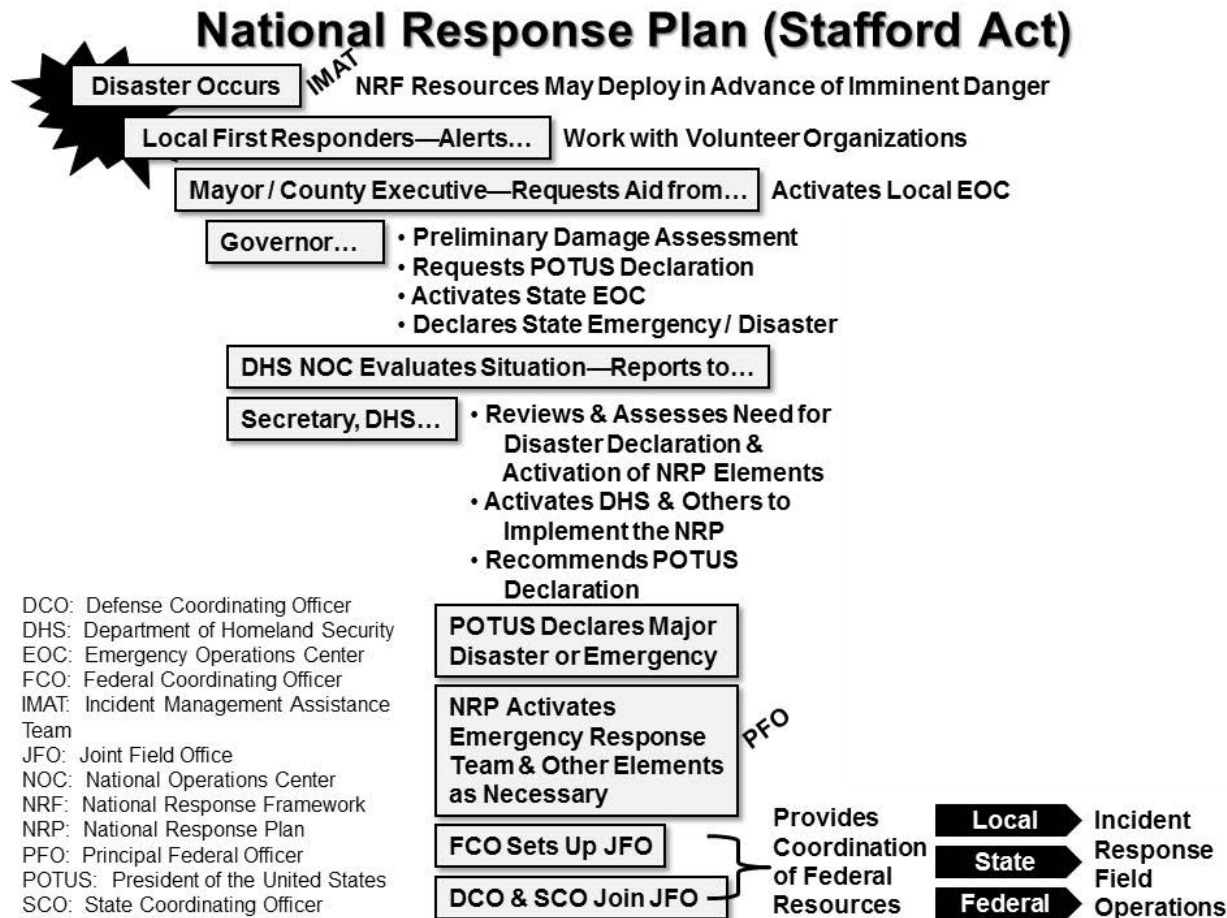 National Response Plan (Stafford Act)
Disaster Occurs
IMAT
NRF Resources May Deploy in Advance of Imminent Danger
Local First Responders—Alerts…
Work with Volunteer Organizations
Mayor / County Executive—Requests Aid from…
Activates Local EOC
Governor…
• Preliminary Damage Assessment
• Requests POTUS Declaration
• Activates State EOC
• Declares State Emergency / Disaster
DHS NOC Evaluates Situation—Reports to…
Secretary, DHS…
• Reviews & Assesses Need for
Disaster Declaration &
Activation of NRP Elements
• Activates DHS & Others to
Implement the NRP
• Recommends POTUS
Declaration
POTUS Declares Major
Disaster or Emergency
NRP Activates
Emergency Response
Team & Other Elements
as Necessary
PFO
FCO Sets Up JFO
DCO & SCO Join JFO
Provides
Coordination
of Federal
Resources
Local
State
Federal
Incident
Response
Field
Operations
DCO: Defense Coordinating Officer
DHS: Department of Homeland Security
EOC: Emergency Operations Center
FCO: Federal Coordinating Officer
IMAT: Incident Management Assistance
Team
JFO: Joint Field Office
NOC: National Operations Center
NRF: National Response Framework
NRP: National Response Plan
PFO: Principal Federal Officer
POTUS: President of the United States
SCO: State Coordinating Officer